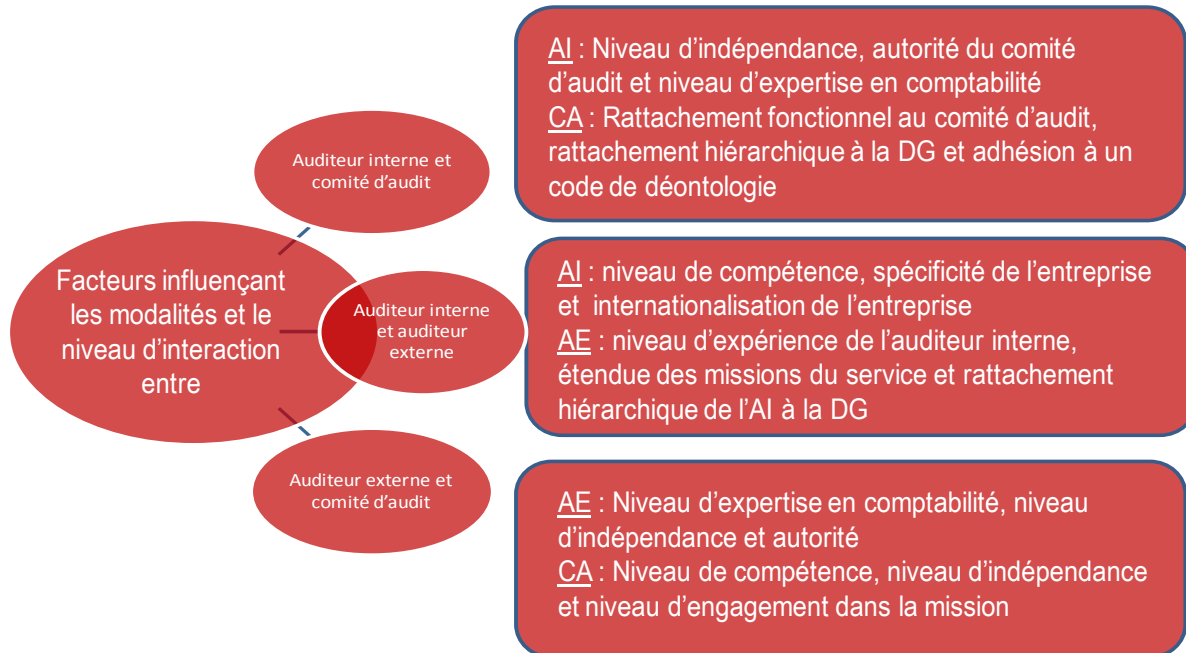 Facteurs influençant
les modalités et le
niveau d'interaction
entre
Auditeur interne et
comité d'audit
AI : Niveau d'indépendance, autorité du comité
d'audit et niveau d'expertise en comptabilité
CA : Rattachement fonctionnel au comité d'audit,
rattachement hiérarchique à la DG et adhésion à un
code de déontologie
Auditeur interne
et auditeur
externe
AI : niveau de compétence, spécificité de l'entreprise
et internationalisation de l'entreprise
AE : niveau d'expérience de l'auditeur interne,
étendue des missions du service et rattachement
hiérarchique de l'AI à la DG
Auditeur externe et
comité d'audit
AE : Niveau d'expertise en comptabilité, niveau
d'indépendance et autorité
CA : Niveau de compétence, niveau d'indépendance
et niveau d'engagement dans la mission